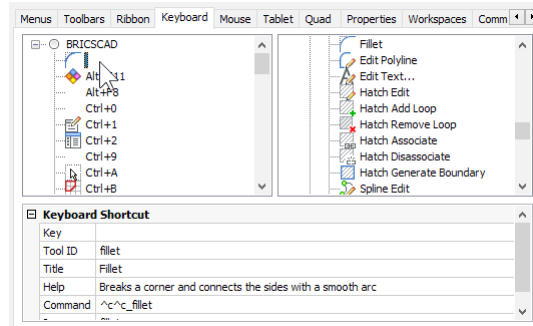 Menus Toolbars Ribbon Keyboard Mouse Tablet Quad Properties Workspaces Comm
BRICSCAD
Alt+F8
Ctrl+0
Ctrl+1
Ctrl+2
Ctrl+9
Ctrl+A
Ctrl+B
Fillet
Edit Polyline
Edit Text...
Hatch Edit
Hatch Add Loop
Hatch Remove Loop
Hatch Associate
Hatch Disassociate
Hatch Generate Boundary
Spline Edit
Keyboard Shortcut
Key
Tool ID fillet
Title Fillet
Help Breaks a corner and connects the sides with a smooth arc
Command ^c^c_fillet